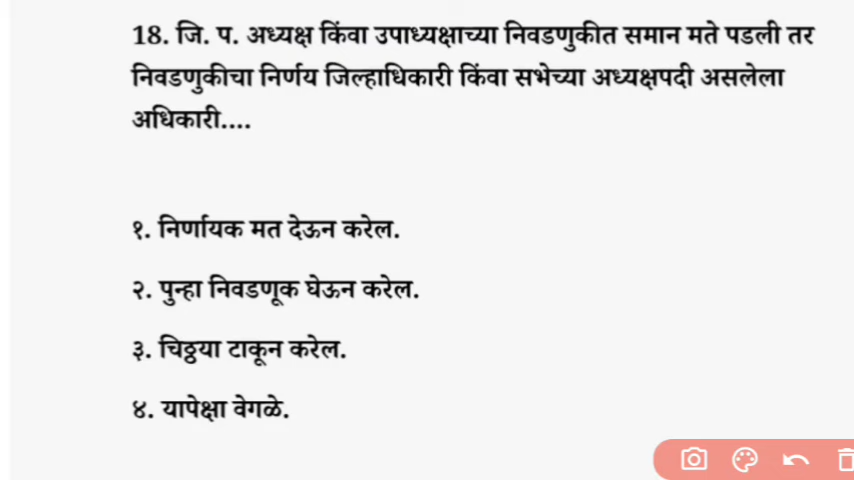 18. जि. प. अध्यक्ष किंवा उपाध्यक्षाच्या निवडणुकीत समान मते पडली तर
निवडणुकीचा निर्णय जिल्हाधिकारी किंवा सभेच्या अध्यक्षपदी असलेला
अधिकारी....
१. निर्णायक मत देऊन करेल.
२. पुन्हा निवडणूक घेऊन करेल.
३. चिठ्ठया टाकून करेल.
४. यापेक्षा वेगळे.